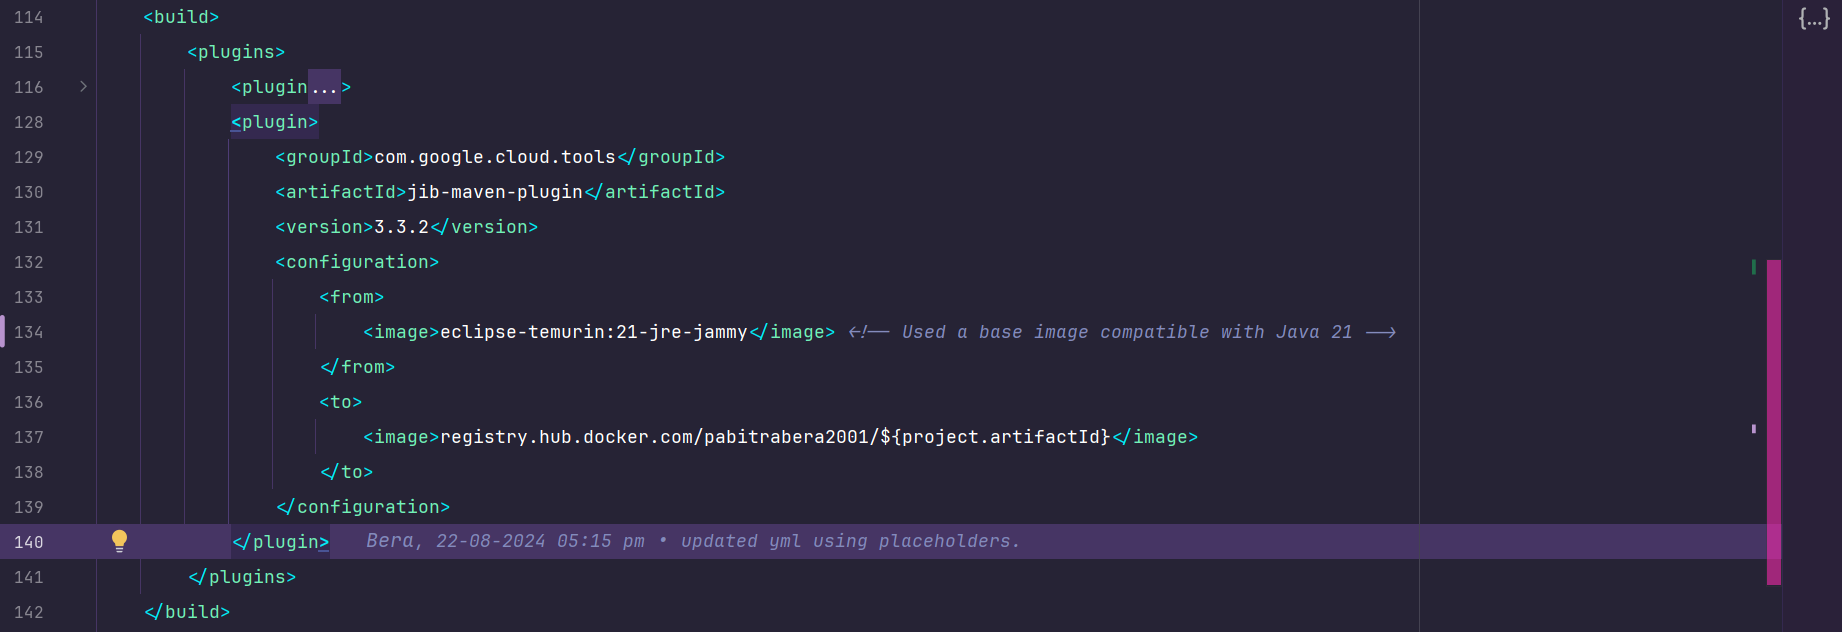 {...}
114 <build>
115 <plugins>
116 <plugin...>
128 <plugin>
129 <groupId>com.google.cloud.tools</groupId>
130 <artifactId>jib-maven-plugin</artifactId>
131 <version>3.3.2</version>
132 <configuration>
133 <from>
134 <image>eclipse-temurin:21-jre-jammy</image> <!-- Used a base image compatible with Java 21 -->
135 </from>
136 <to>
137 <image>registry.hub.docker.com/pabitrabera2001/${project.artifactId}</image>
138 </to>
139 </configuration>
140 </plugin> Bera, 22-08-2024 05:15 pm • updated yml using placeholders.
141 </plugins>
142 </build>